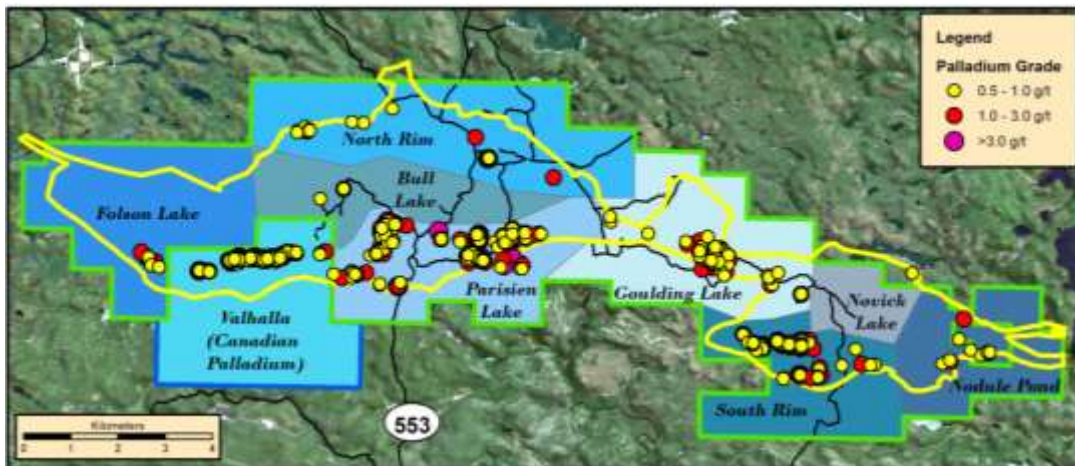 Legend
Palladium Grade
0.5 - 1.0 g/t
1.0 - 3.0 g/t
>3.0 g/t
North Rim
Bull
Lake
Folson Lake
Parisien
Lake
Goulding Lake
Novick
Lake
Valhalla
(Canadian
Palladium)
Nodule Pond
South Rim
553
Kilometers
0 1 2 3 4